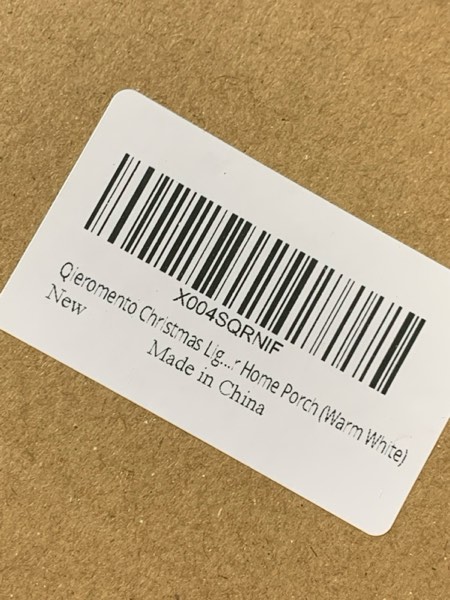 X004SQRNIF
Qieromento Christmas Lig...r Home Porch (Warm White)
New
Made in China